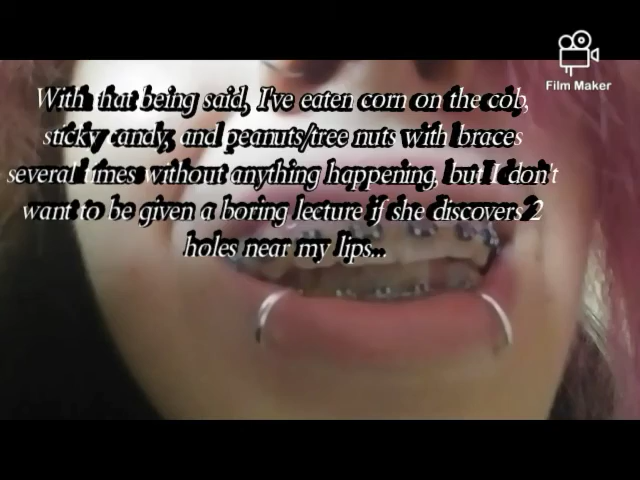 Film Maker
With that being said, I've eaten corn on the cob,
sticky candy, and peanuts/tree nuts with braces
several times without anything happening, but I don't
want to be given a boring lecture if she discovers 2
holes near my lips...